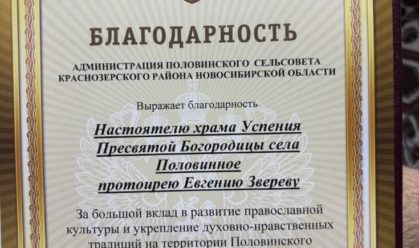 БЛАГОДАРНОСТЬ
АДМИНИСТРАЦИЯ ПОЛОВИНСКОГО СЕЛЬСОВЕТА
КРАСНОЗЕРСКОГО РАЙОНА НОВОСИБИРСКОЙ ОБЛАСТИ
Выражает благодарность
Настоятелю храма Успения
Пресвятой Богородицы села
Половинное
протоирею Евгению Звереву
За большой вклад в развитие православной
культуры и укрепление духовно-нравственных
традиций на территории Половинского